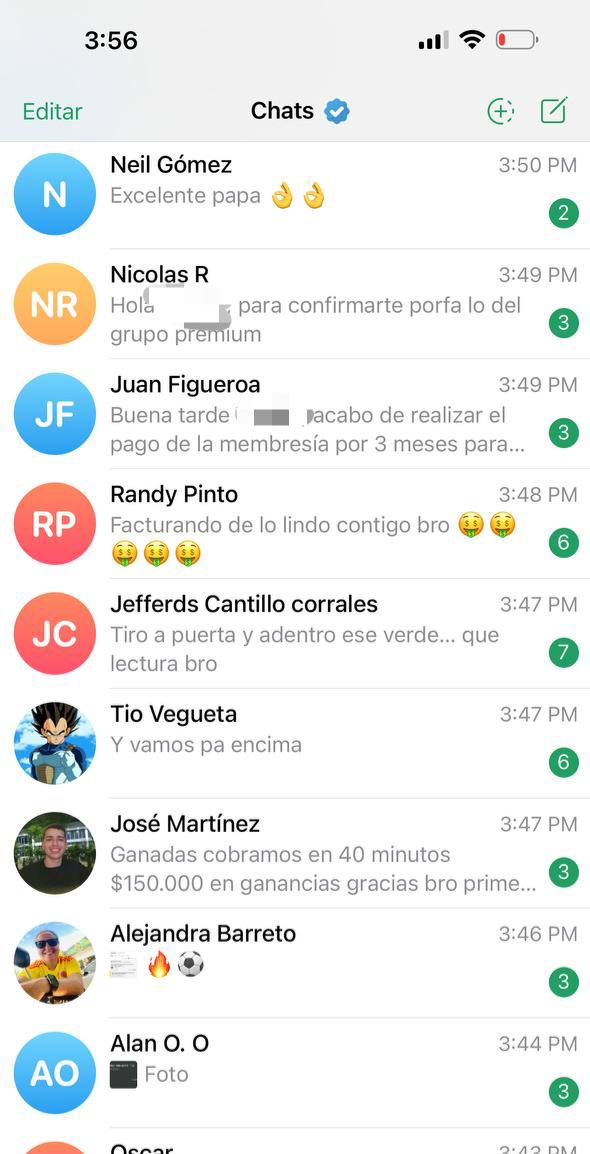 3:56
Editar
Chats
Neil Gómez
3:50 PM
Excelente papa 👌👌
2
N
Nicolas R
3:49 PM
NR
Hola para confirmarte porfa lo del
grupo premium
3
Juan Figueroa
3:49 PM
JF
Buena tarde acabo de realizar el
pago de la membresía por 3 meses para...
3
Randy Pinto
3:48 PM
RP
Facturando de lo lindo contigo bro 🤑🤑
🤑🤑🤑
6
Jefferds Cantillo corrales
3:47 PM
JC
Tiro a puerta y adentro ese verde... que
lectura bro
7
Tio Vegueta
3:47 PM
Y vamos pa encima
6
José Martínez
3:47 PM
Ganadas cobramos en 40 minutos
$150.000 en ganancias gracias bro prime...
3
Alejandra Barreto
3:46 PM
🔥⚽
3
Alan O. O
3:44 PM
AO
Foto
3
Oscar
3:43 PM